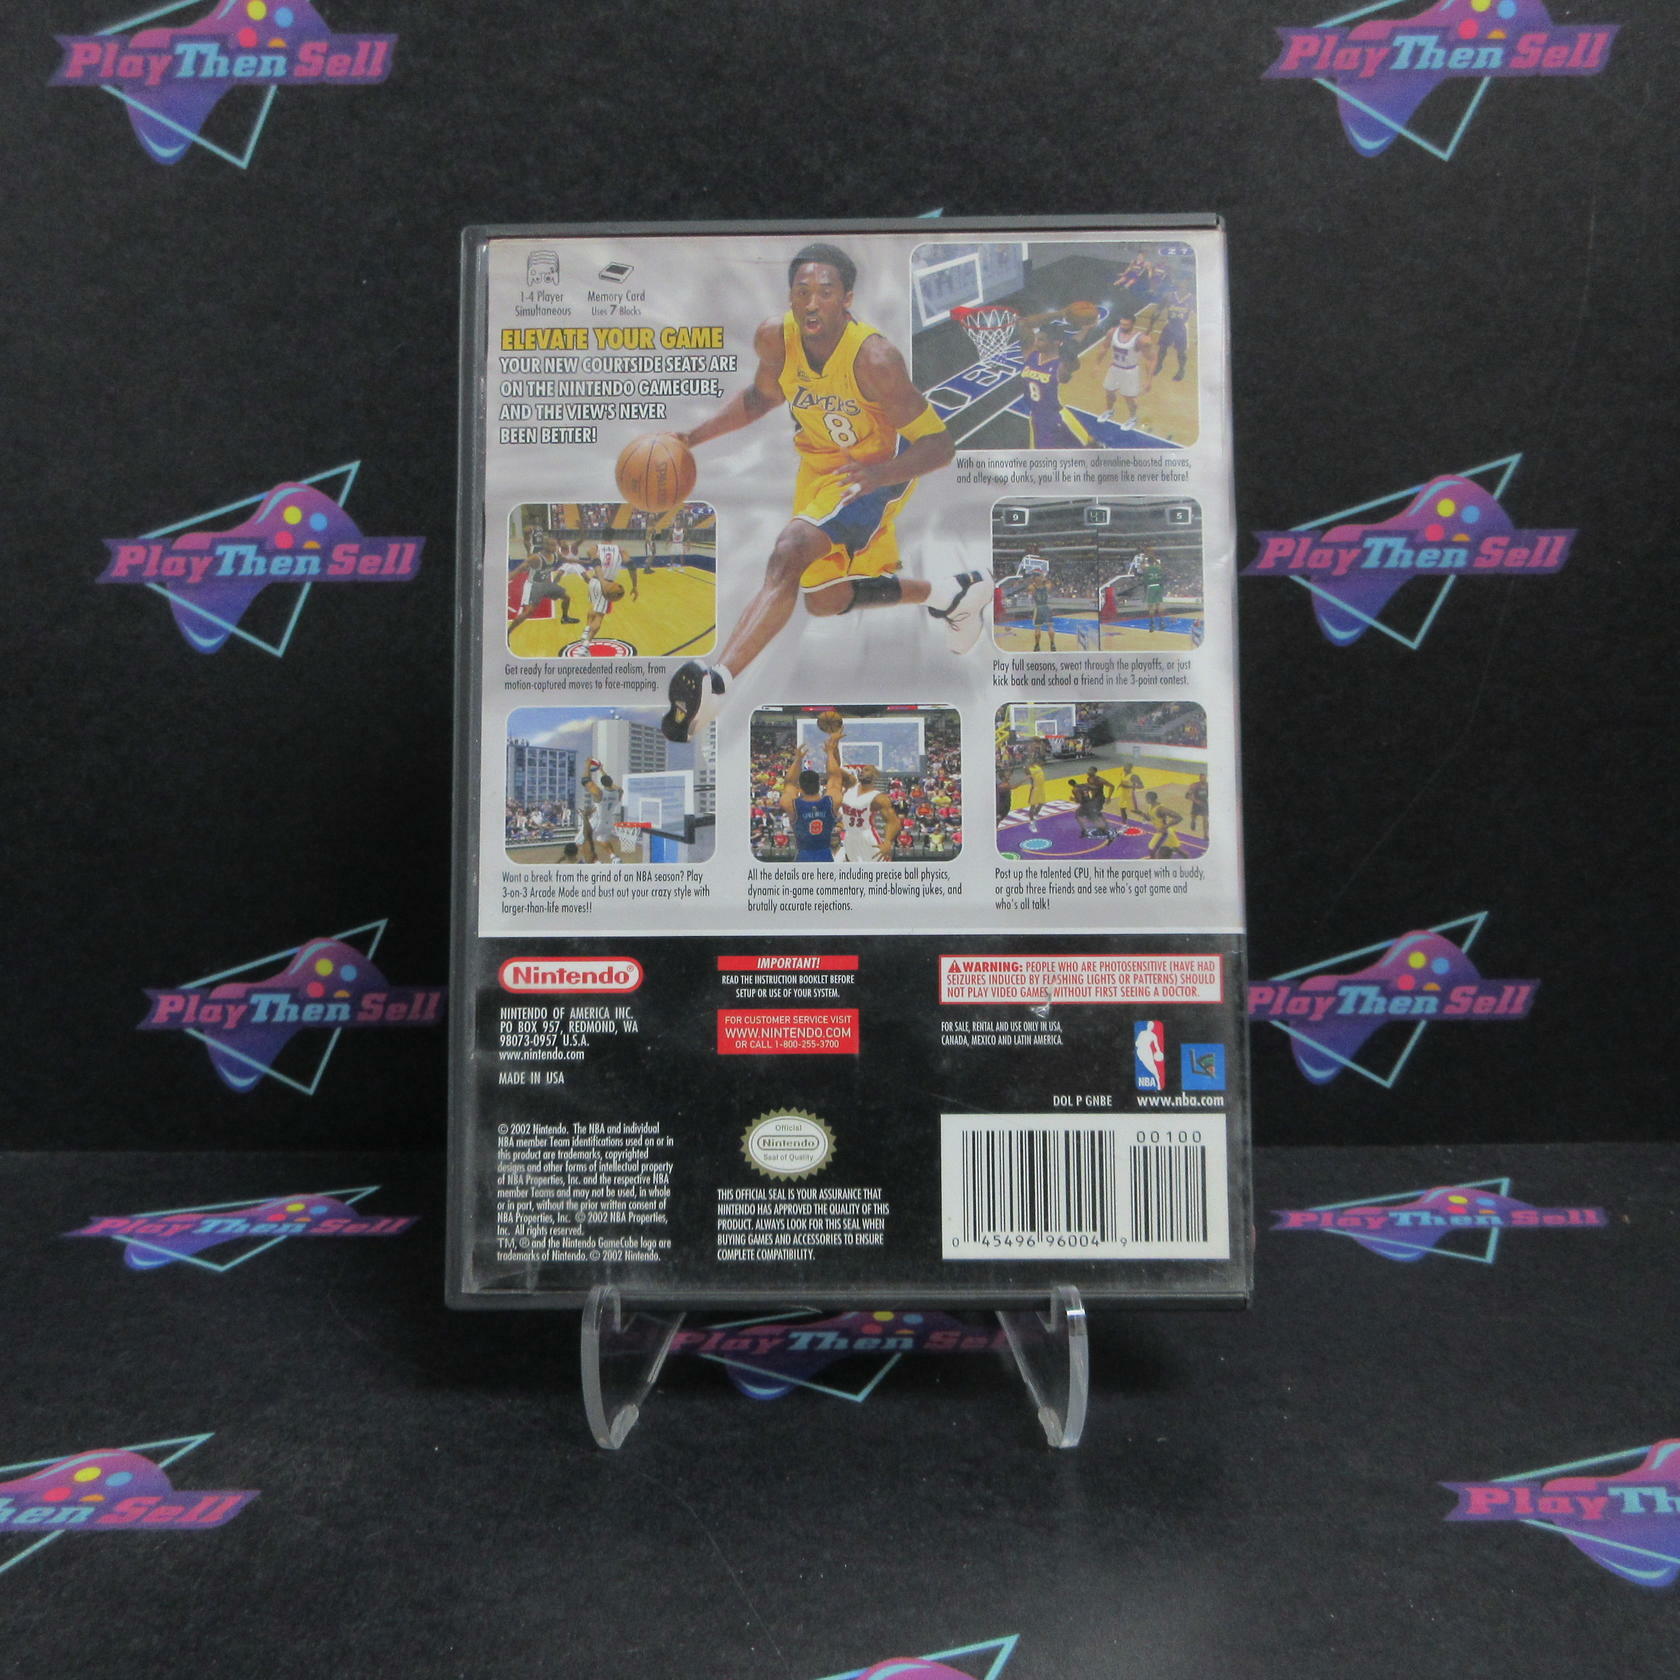 PlayThenSell
PlayThenSell
1-4 Player
Simultaneous
Memory Card
Uses 7 Blocks
ELEVATE YOUR GAME
YOUR NEW COURTSIDE SEATS ARE
ON THE NINTENDO GAMECUBE,
AND THE VIEW'S NEVER
BEEN BETTER!
LAKERS
8
SPALDING
LAKERS
8
With an innovative passing system, adrenaline-boosted moves,
and alley-oop dunks, you'll be in the game like never before!
PlayThenSell
PlayThenSell
9
5
3
Get ready for unprecedented realism, from
motion-captured moves to face-mapping.
Play full seasons, sweat through the playoffs, or just
kick back and school a friend in the 3-point contest.
8
HEAT
33
Want a break from the grind of an NBA season? Play
3-on-3 Arcade Mode and bust out your crazy style with
larger-than-life moves!!
All the details are here, including precise ball physics,
dynamic in-game commentary, mind-blowing jukes, and
brutally accurate rejections.
Post up the talented CPU, hit the parquet with a buddy,
or grab three friends and see who's got game and
who's all talk!
PlayThenSell
PlayThenSell
Nintendo®
NINTENDO OF AMERICA INC.
PO BOX 957, REDMOND, WA
98073-0957 U.S.A.
www.nintendo.com
MADE IN USA
IMPORTANT!
READ THE INSTRUCTION BOOKLET BEFORE
SETUP OR USE OF YOUR SYSTEM.
FOR CUSTOMER SERVICE VISIT
WWW.NINTENDO.COM
OR CALL 1-800-255-3700
WARNING: PEOPLE WHO ARE PHOTOSENSITIVE (HAVE HAD
SEIZURES INDUCED BY FLASHING LIGHTS OR PATTERNS) SHOULD
NOT PLAY VIDEO GAMES WITHOUT FIRST SEEING A DOCTOR.
FOR SALE, RENTAL AND USE ONLY IN USA,
CANADA, MEXICO AND LATIN AMERICA.
NBA
DOL P GNBE
www.nba.com
© 2002 Nintendo. The NBA and individual
NBA member Team identifications used on or in
this product are trademarks, copyrighted
designs and other forms of intellectual property
of NBA Properties, Inc. and the respective NBA
member Teams and may not be used, in whole
or in part, without the prior written consent of
NBA Properties, Inc. © 2002 NBA Properties,
Inc. All rights reserved.
TM, ® and the Nintendo GameCube logo are
trademarks of Nintendo. © 2002 Nintendo.
Official
Nintendo
Seal of Quality
THIS OFFICIAL SEAL IS YOUR ASSURANCE THAT
NINTENDO HAS APPROVED THE QUALITY OF THIS
PRODUCT. ALWAYS LOOK FOR THIS SEAL WHEN
BUYING GAMES AND ACCESSORIES TO ENSURE
COMPLETE COMPATIBILITY.
00100
0 45496 96004 9
PlayThenSell
PlayThenSell
Play Then Sell
hen Sell
Play Th